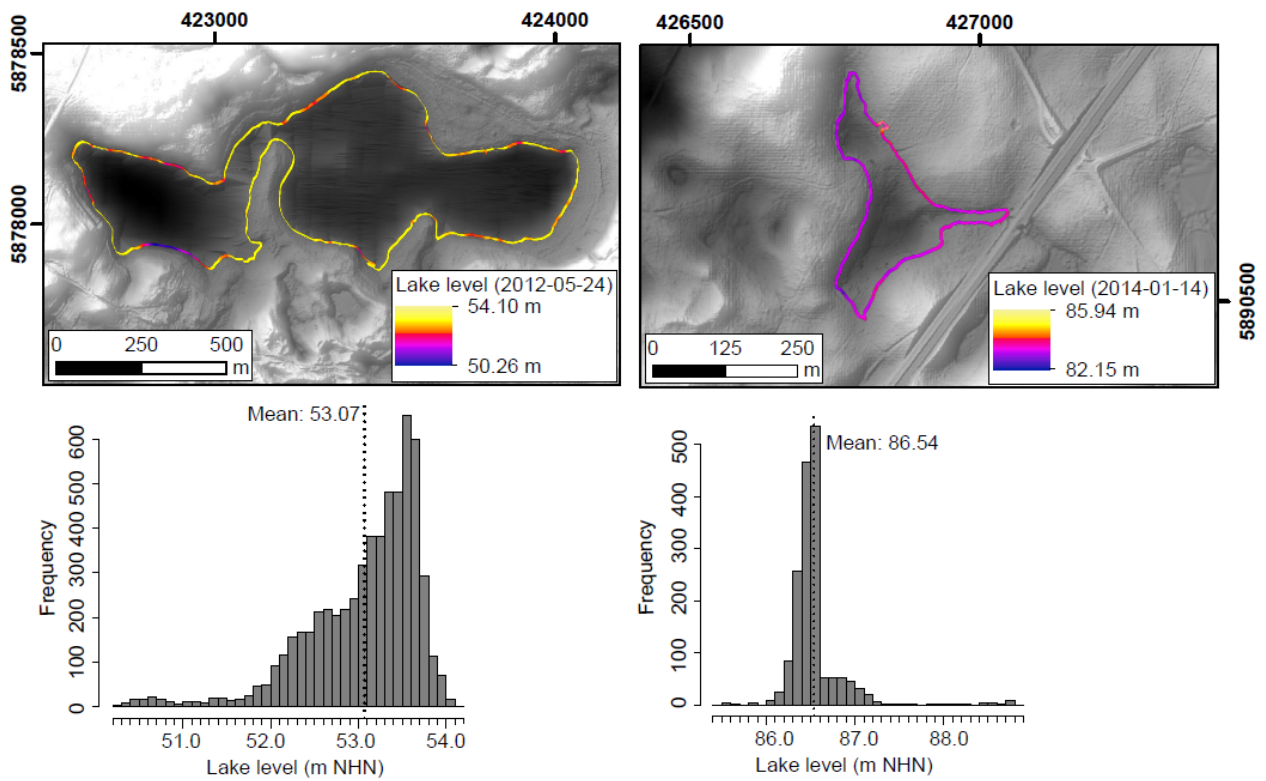 423000 424000 426500 427000
5878500
5878000
5890500
Lake level (2012-05-24)
54.10 m
50.26 m
0 250 500
m
Lake level (2014-01-14)
85.94 m
82.15 m
0 125 250
m
Mean: 53.07
Frequency
0 100 200 300 400 500 600
51.0 52.0 53.0 54.0
Lake level (m NHN)
Mean: 86.54
Frequency
0 100 200 300 400 500
86.0 87.0 88.0
Lake level (m NHN)